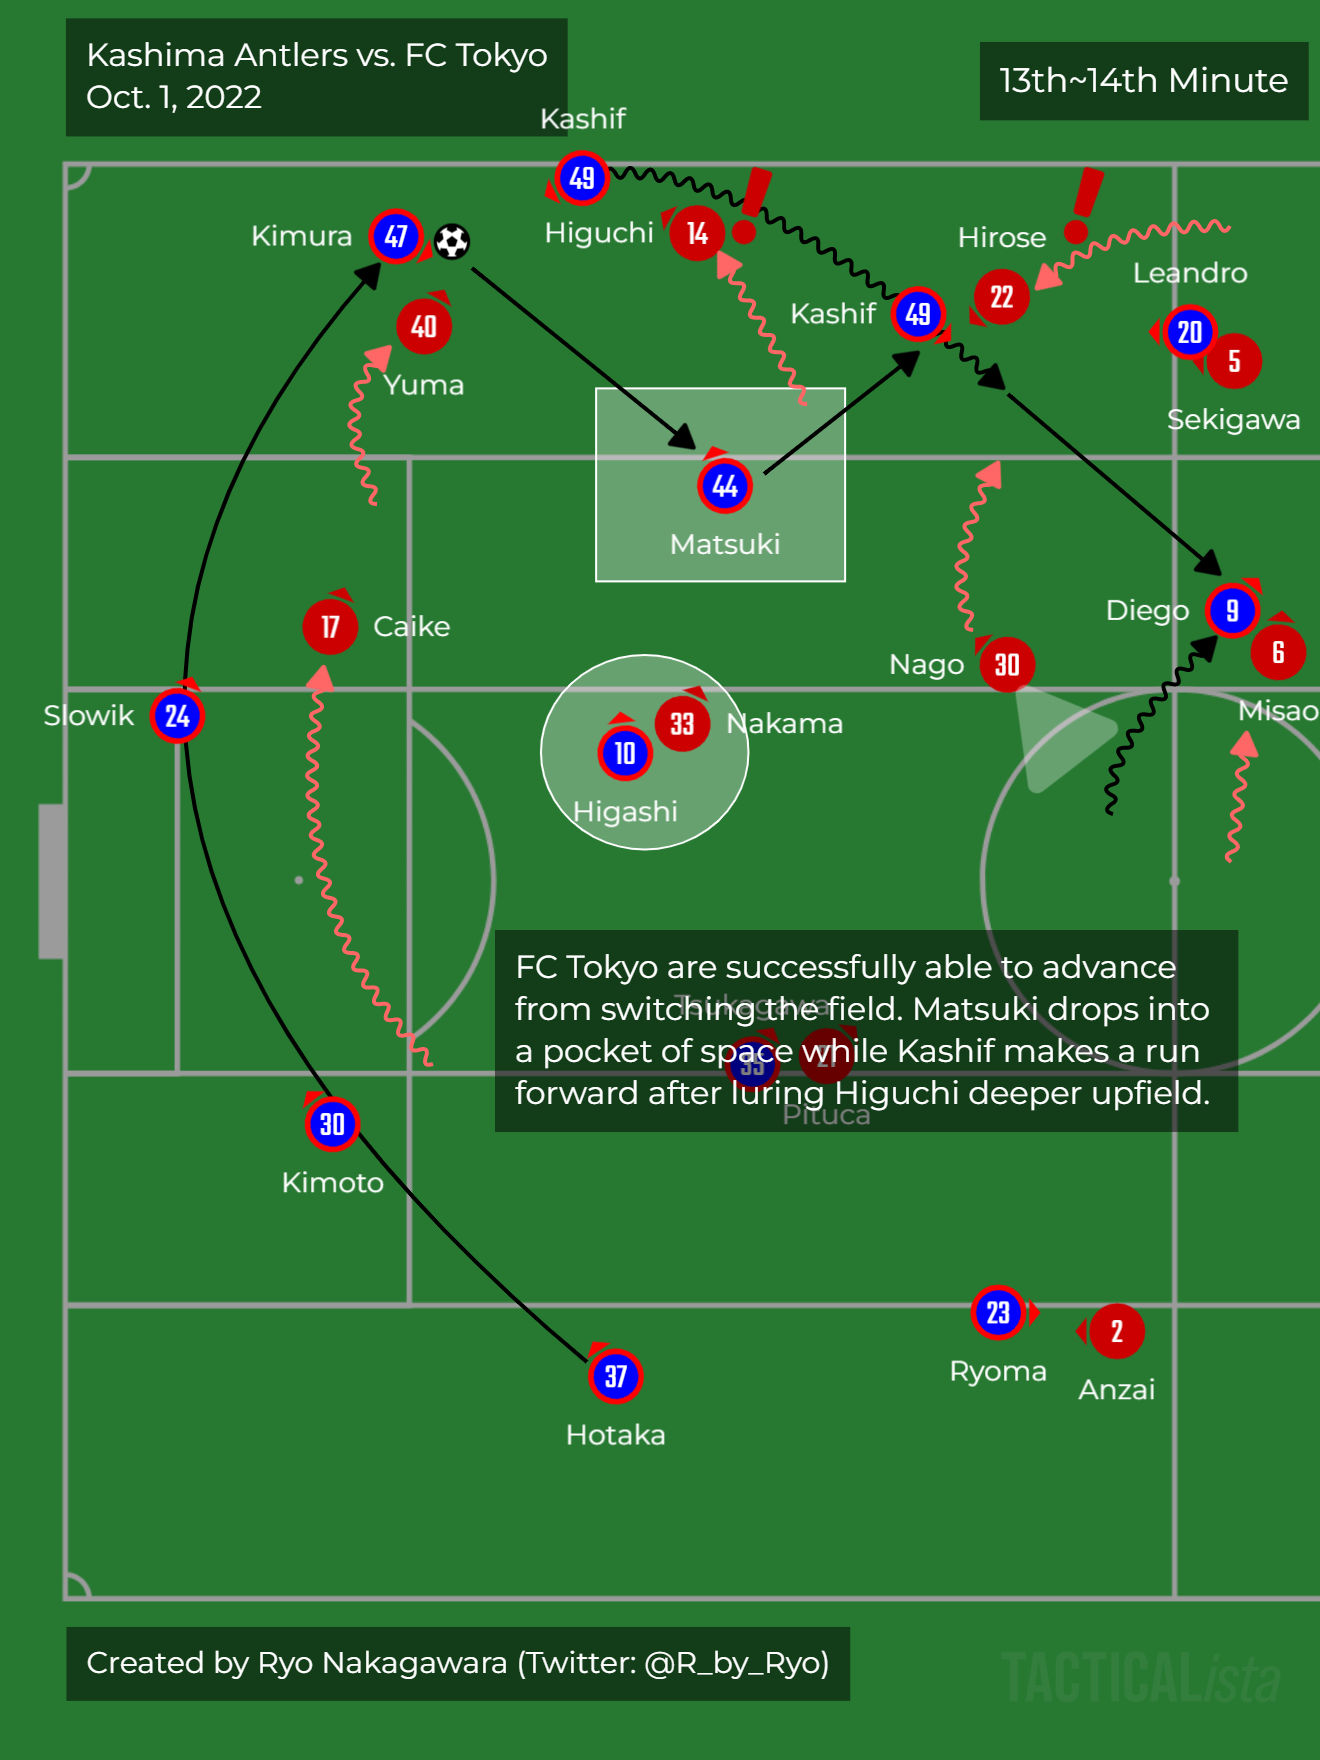 Kashima Antlers vs. FC Tokyo
Oct. 1, 2022
13th~14th Minute
Kashif
49
Higuchi
14
Kimura
47
Hirose
22
Leandro
20
5
Sekigawa
Kashif
49
40
Yuma
44
Matsuki
17
Caike
Diego
9
6
Misao
Nago
30
Slowik
24
33
Nakama
10
Higashi
FC Tokyo are successfully able to advance
from switching the field. Matsuki drops into
a pocket of space while Kashif makes a run
forward after luring Higuchi deeper upfield.
Tsukagawa
35
21
Pituca
30
Kimoto
23
Ryoma
2
Anzai
37
Hotaka
Created by Ryo Nakagawara (Twitter: @R_by_Ryo)
TACTICALista